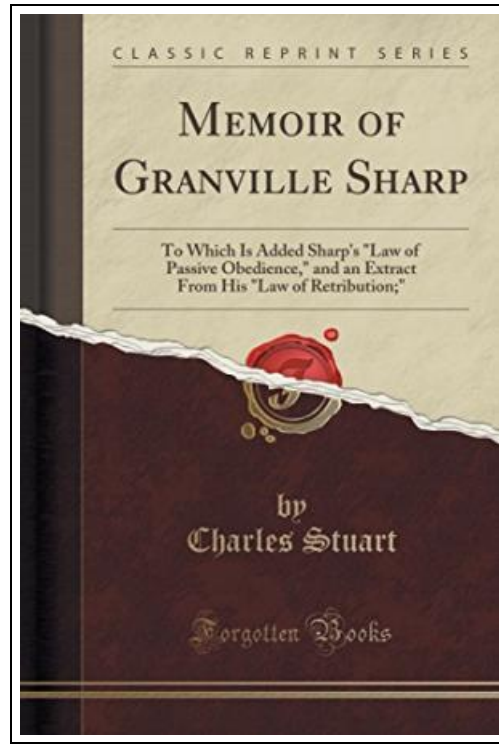 CLASSIC REPRINT SERIES
MEMOIR OF
GRANVILLE SHARP
To Which Is Added Sharp's "Law of
Passive Obedience," and an Extract
From His "Law of Retribution;"
F
by
Charles Stuart
Forgotten Books